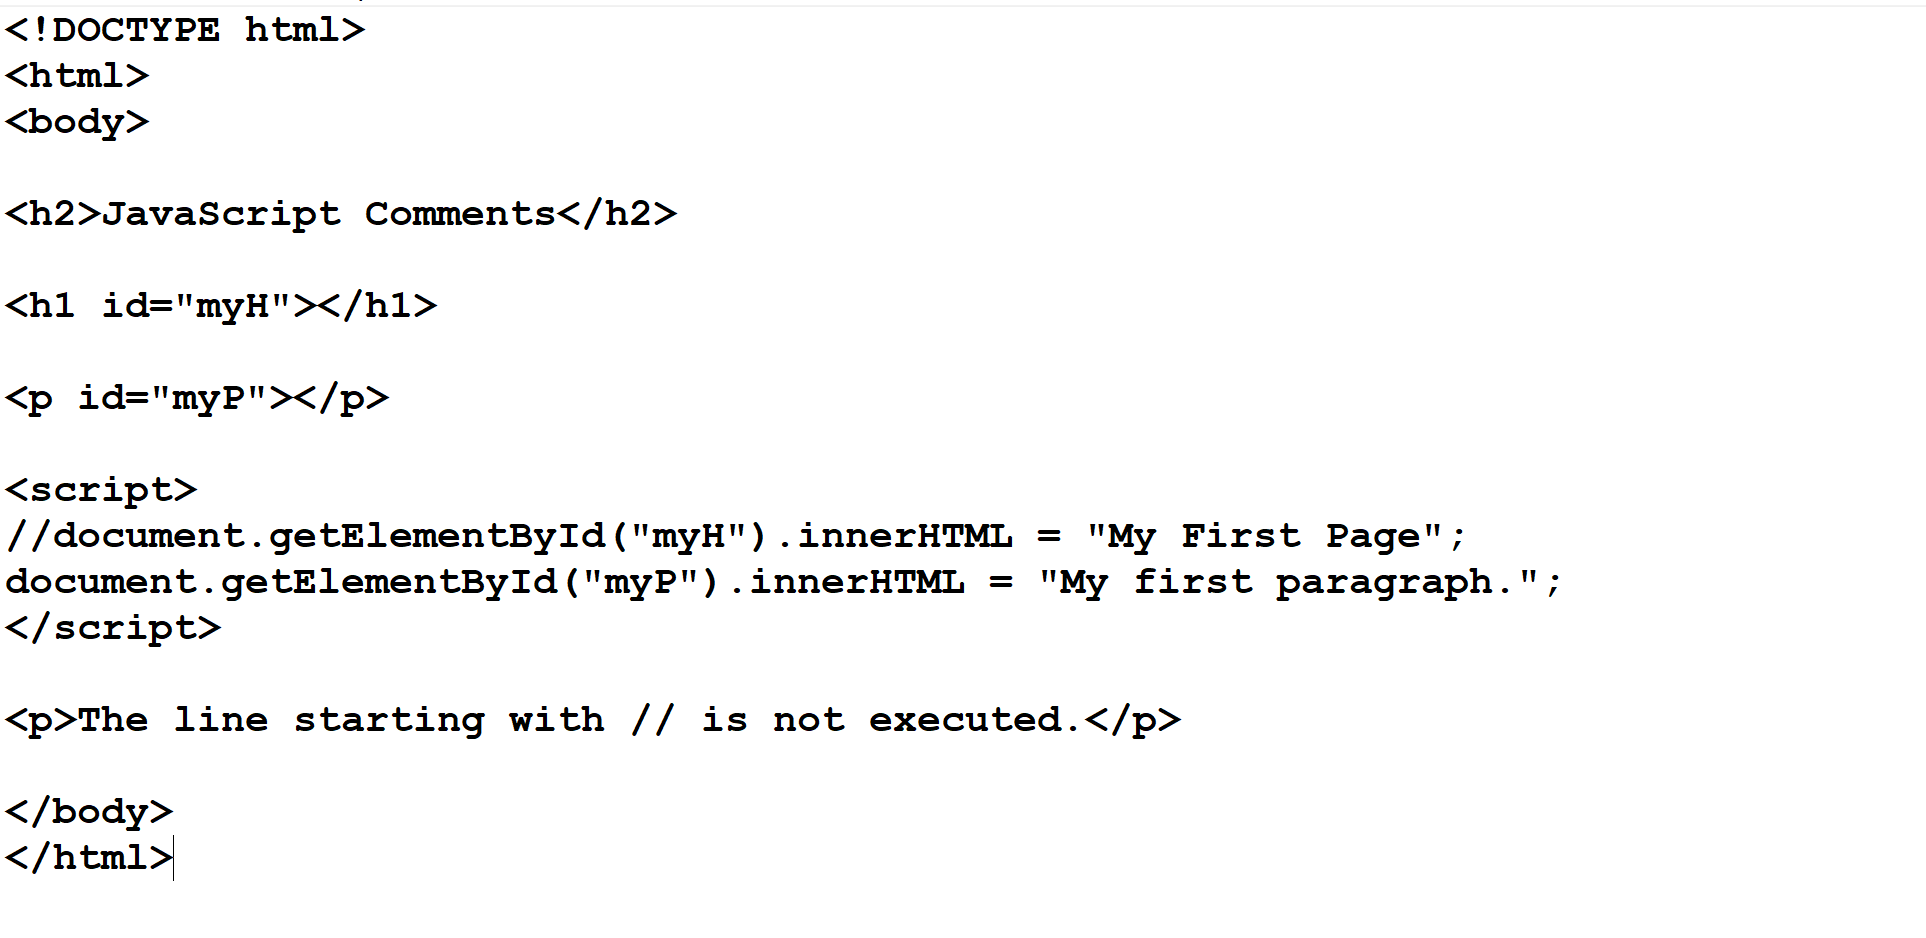 <!DOCTYPE html>
<html>
<body>
<h2>JavaScript Comments</h2>
<h1 id="myH"></h1>
<p id="myP"></p>
<script>
//document.getElementById("myH").innerHTML = "My First Page";
document.getElementById("myP").innerHTML = "My first paragraph.";
</script>
<p>The line starting with // is not executed.</p>
</body>
</html>